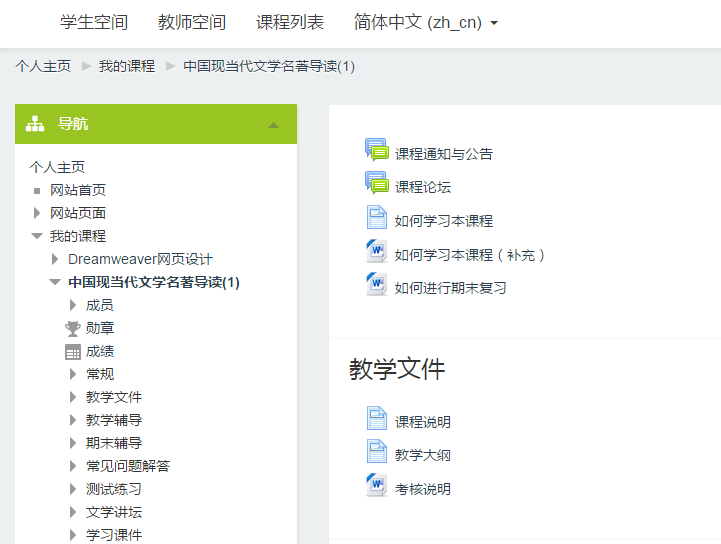 学生空间 教师空间 课程列表 简体中文 (zh_cn)
个人主页 我的课程 中国现当代文学名著导读(1)
导航
个人主页
网站首页
网站页面
我的课程
Dreamweaver网页设计
中国现当代文学名著导读(1)
成员
勋章
成绩
常规
教学文件
教学辅导
期末辅导
常见问题解答
测试练习
文学讲坛
学习课件
课程通知与公告
课程论坛
如何学习本课程
如何学习本课程（补充）
如何进行期末复习
教学文件
课程说明
教学大纲
考核说明